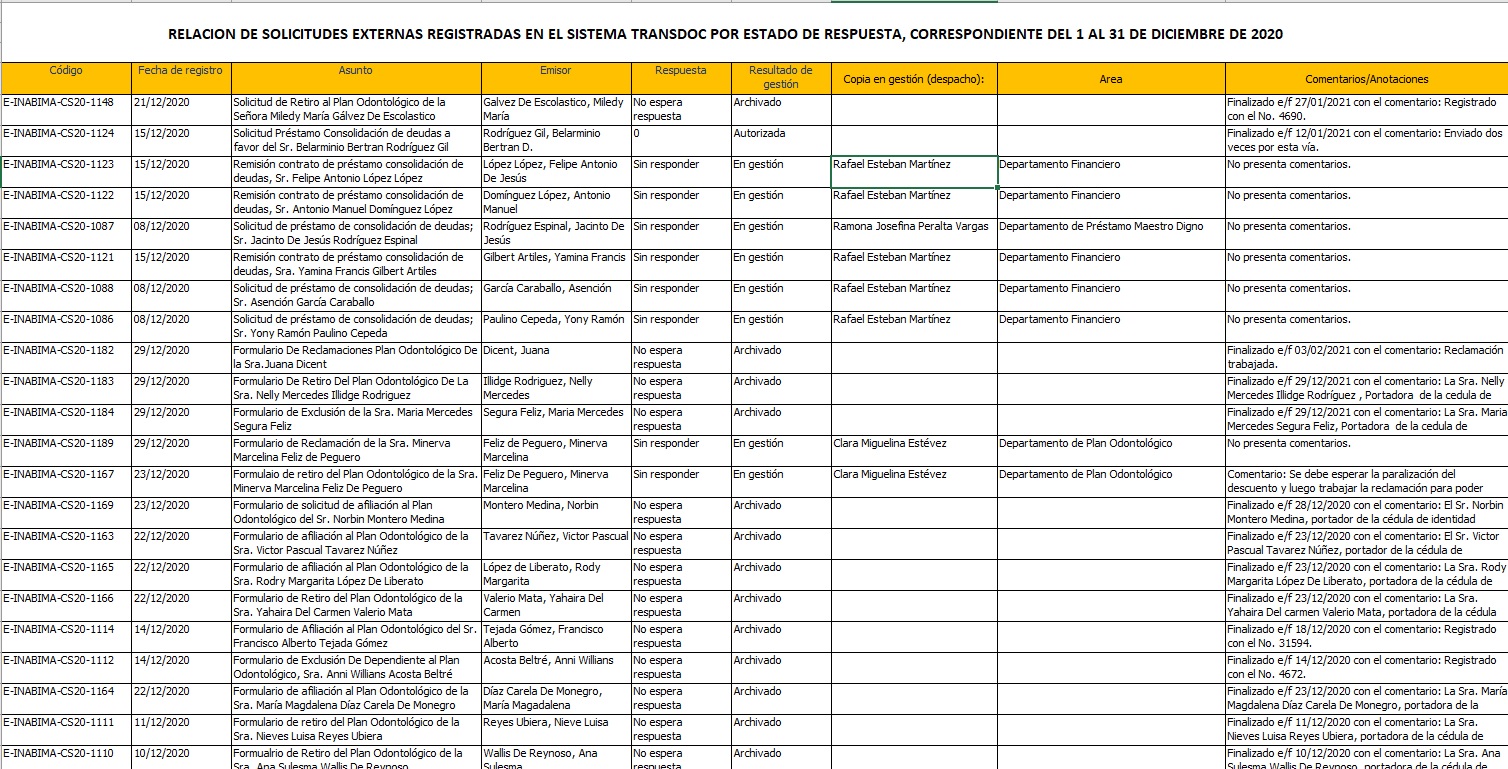 RELACION DE SOLICITUDES EXTERNAS REGISTRADAS EN EL SISTEMA TRANSDOC POR ESTADO DE RESPUESTA, CORRESPONDIENTE DEL 1 AL 31 DE DICIEMBRE DE 2020
Código Fecha de registro Asunto Emisor Respuesta Resultado de gestión Copia en gestión (despacho): Area Comentarios/Anotaciones
E-INABIMA-CS20-1148 21/12/2020 Solicitud de Retiro al Plan Odontológico de la Galvez De Escolastico, Miledy No espera Archivado Finalizado e/f 27/01/2021 con el comentario: Registrado
Señora Miledy María Gálvez De Escolastico María respuesta con el No. 4690.
E-INABIMA-CS20-1124 15/12/2020 Solicitud Préstamo Consolidación de deudas a Rodríguez Gil, Belarminio 0 Autorizada Finalizado e/f 12/01/2021 con el comentario: Enviado dos
favor del Sr. Belarminio Bertran Rodríguez Gil Bertran D. veces por esta vía.
E-INABIMA-CS20-1123 15/12/2020 Remisión contrato de préstamo consolidación de López López, Felipe Antonio Sin responder En gestión Rafael Esteban Martínez Departamento Financiero No presenta comentarios.
deudas, Sr. Felipe Antonio López López De Jesús
E-INABIMA-CS20-1122 15/12/2020 Remisión contrato de préstamo consolidación de Domínguez López, Antonio Sin responder En gestión Rafael Esteban Martínez Departamento Financiero No presenta comentarios.
deudas, Sr. Antonio Manuel Domínguez López Manuel
E-INABIMA-CS20-1087 08/12/2020 Solicitud de préstamo de consolidación de deudas; Rodríguez Espinal, Jacinto De Sin responder En gestión Ramona Josefina Peralta Vargas Departamento de Préstamo Maestro Digno No presenta comentarios.
Sr. Jacinto De Jesús Rodríguez Espinal Jesús
E-INABIMA-CS20-1121 15/12/2020 Remisión contrato de préstamo consolidación de Gilbert Artiles, Yamina Francis Sin responder En gestión Rafael Esteban Martínez Departamento Financiero No presenta comentarios.
deudas, Sra. Yamina Francis Gilbert Artiles
E-INABIMA-CS20-1088 08/12/2020 Solicitud de préstamo de consolidación de deudas; García Caraballo, Asención Sin responder En gestión Rafael Esteban Martínez Departamento Financiero No presenta comentarios.
Sr. Asención García Caraballo
E-INABIMA-CS20-1086 08/12/2020 Solicitud de préstamo de consolidación de deudas; Paulino Cepeda, Yony Ramón Sin responder En gestión Rafael Esteban Martínez Departamento Financiero No presenta comentarios.
Sr. Yony Ramón Paulino Cepeda
E-INABIMA-CS20-1182 29/12/2020 Formulario De Reclamaciones Plan Odontológico De Dicent, Juana No espera Archivado Finalizado e/f 03/02/2021 con el comentario: Reclamación
la Sra.Juana Dicent respuesta trabajada.
E-INABIMA-CS20-1183 29/12/2020 Formulario De Retiro Del Plan Odontológico De La Illidge Rodriguez, Nelly No espera Archivado Finalizado e/f 29/12/2021 con el comentario: La Sra. Nelly
Sra. Nelly Mercedes Illidge Rodriguez Mercedes respuesta Mercedes Illidge Rodríguez , Portadora de la cedula de
E-INABIMA-CS20-1184 29/12/2020 Formulario de Exclusión de la Sra. Maria Mercedes Segura Feliz, Maria Mercedes No espera Archivado Finalizado e/f 29/12/2021 con el comentario: La Sra. Maria
Segura Feliz respuesta Mercedes Segura Feliz, Portadora de la cedula de
E-INABIMA-CS20-1189 29/12/2020 Formulario de Reclamación de la Sra. Minerva Feliz de Peguero, Minerva Sin responder En gestión Clara Miguelina Estévez Departamento de Plan Odontológico No presenta comentarios.
Marcelina Feliz de Peguero Marcelina
E-INABIMA-CS20-1167 23/12/2020 Formulaio de retiro del Plan Odontológico de la Sra. Feliz De Peguero, Minerva Sin responder En gestión Clara Miguelina Estévez Departamento de Plan Odontológico Comentario: Se debe esperar la paralización del
Minerva Marcelina Feliz De Peguero Marcelina descuento y luego trabajar la reclamación para poder
E-INABIMA-CS20-1169 23/12/2020 Formulario de solicitud de afiliación al Plan Montero Medina, Norbin No espera Archivado Finalizado e/f 28/12/2020 con el comentario: El Sr. Norbin
Odontológico del Sr. Norbin Montero Medina respuesta Montero Medina, portador de la cédula de identidad
E-INABIMA-CS20-1163 22/12/2020 Formulario de afiliación al Plan Odontológico de la Tavarez Núñez, Victor Pascual No espera Archivado Finalizado e/f 23/12/2020 con el comentario: El Sr. Victor
Sra. Victor Pascual Tavarez Núñez respuesta Pascual Tavarez Núñez, portador de la cédula de
E-INABIMA-CS20-1165 22/12/2020 Formulario de afiliación al Plan Odontológico de la López de Liberato, Rody No espera Archivado Finalizado e/f 23/12/2020 con el comentario: La Sra. Rody
Sra. Rodry Margarita López De Liberato Margarita respuesta Margarita López De Liberato, portadora de la cédula de
E-INABIMA-CS20-1166 22/12/2020 Formulario de Retiro del Plan Odontológico de la Valerio Mata, Yahaira Del No espera Archivado Finalizado e/f 23/12/2020 con el comentario: La Sra.
Sra. Yahaira Del Carmen Valerio Mata Carmen respuesta Yahaira Del carmen Valerio Mata, portadora de la cédula
E-INABIMA-CS20-1114 14/12/2020 Formulario de Afiliación al Plan Odontológico del Sr. Tejada Gómez, Francisco No espera Archivado Finalizado e/f 18/12/2020 con el comentario: Registrado
Francisco Alberto Tejada Gómez Alberto respuesta con el No. 31594.
E-INABIMA-CS20-1112 14/12/2020 Formulario de Exclusión De Dependiente al Plan Acosta Beltré, Anni Willians No espera Archivado Finalizado e/f 14/12/2020 con el comentario: Registrado
Odontológico, Sra. Anni Willians Acosta Beltré respuesta con el No. 4672.
E-INABIMA-CS20-1164 22/12/2020 Formulario de afiliación al Plan Odontológico de la Díaz Carela De Monegro, No espera Archivado Finalizado e/f 23/12/2020 con el comentario: La Sra. María
Sra. María Magdalena Díaz Carela De Monegro María Magadalena respuesta Magdalena Díaz Carela De Monegro, portadora de la
E-INABIMA-CS20-1111 11/12/2020 Formulario de retiro del Plan Odontológico de la Reyes Ubiera, Nieve Luisa No espera Archivado Finalizado e/f 11/12/2020 con el comentario: La Sra.
Sra. Nieves Luisa Reyes Ubiera respuesta Nieves Luisa Reyes Ubiera, portadora de la cédula de
E-INABIMA-CS20-1110 10/12/2020 Formualrio de Retiro del Plan Odontológico de la Wallis De Reynoso, Ana No espera Archivado Finalizado e/f 10/12/2020 con el comentario: La Sra. Ana
Sra. Ana Sulesma Wallis De Reynoso Sulesma respuesta Sulesma Wallis De Reynoso, portadora de la cédula de